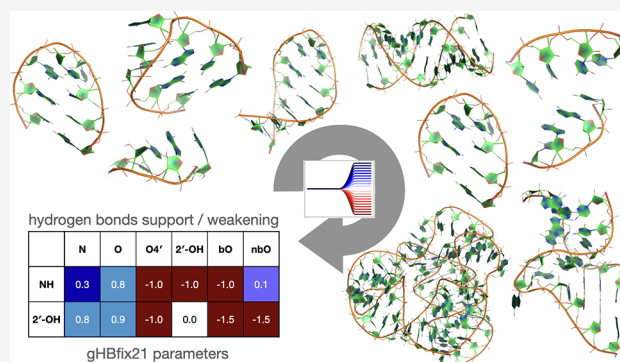 hydrogen bonds support / weakening
N O O4′ 2′-OH bO nbO
NH 0.3 0.8 -1.0 -1.0 -1.0 0.1
2′-OH 0.8 0.9 -1.0 0.0 -1.5 -1.5
gHBfix21 parameters